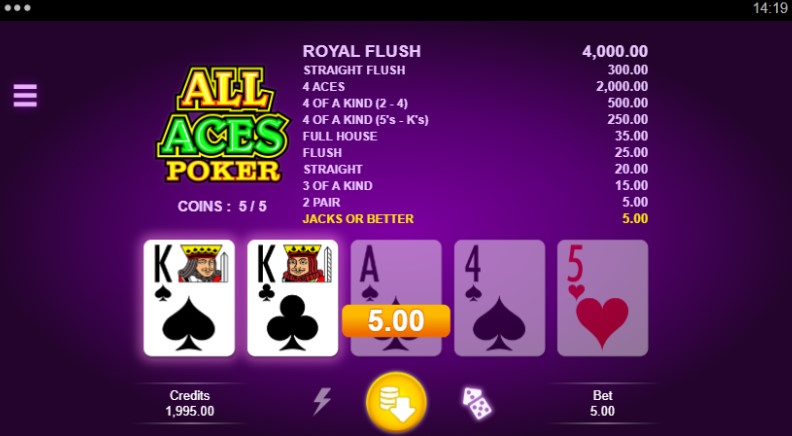 14:19
ALL
ACES
POKER
COINS : 5 / 5
ROYAL FLUSH 4,000.00
STRAIGHT FLUSH 300.00
4 ACES 2,000.00
4 OF A KIND (2 - 4) 500.00
4 OF A KIND (5's - K's) 250.00
FULL HOUSE 35.00
FLUSH 25.00
STRAIGHT 20.00
3 OF A KIND 15.00
2 PAIR 5.00
JACKS OR BETTER 5.00
K K A 4 5
5.00
Credits
1,995.00
Bet
5.00